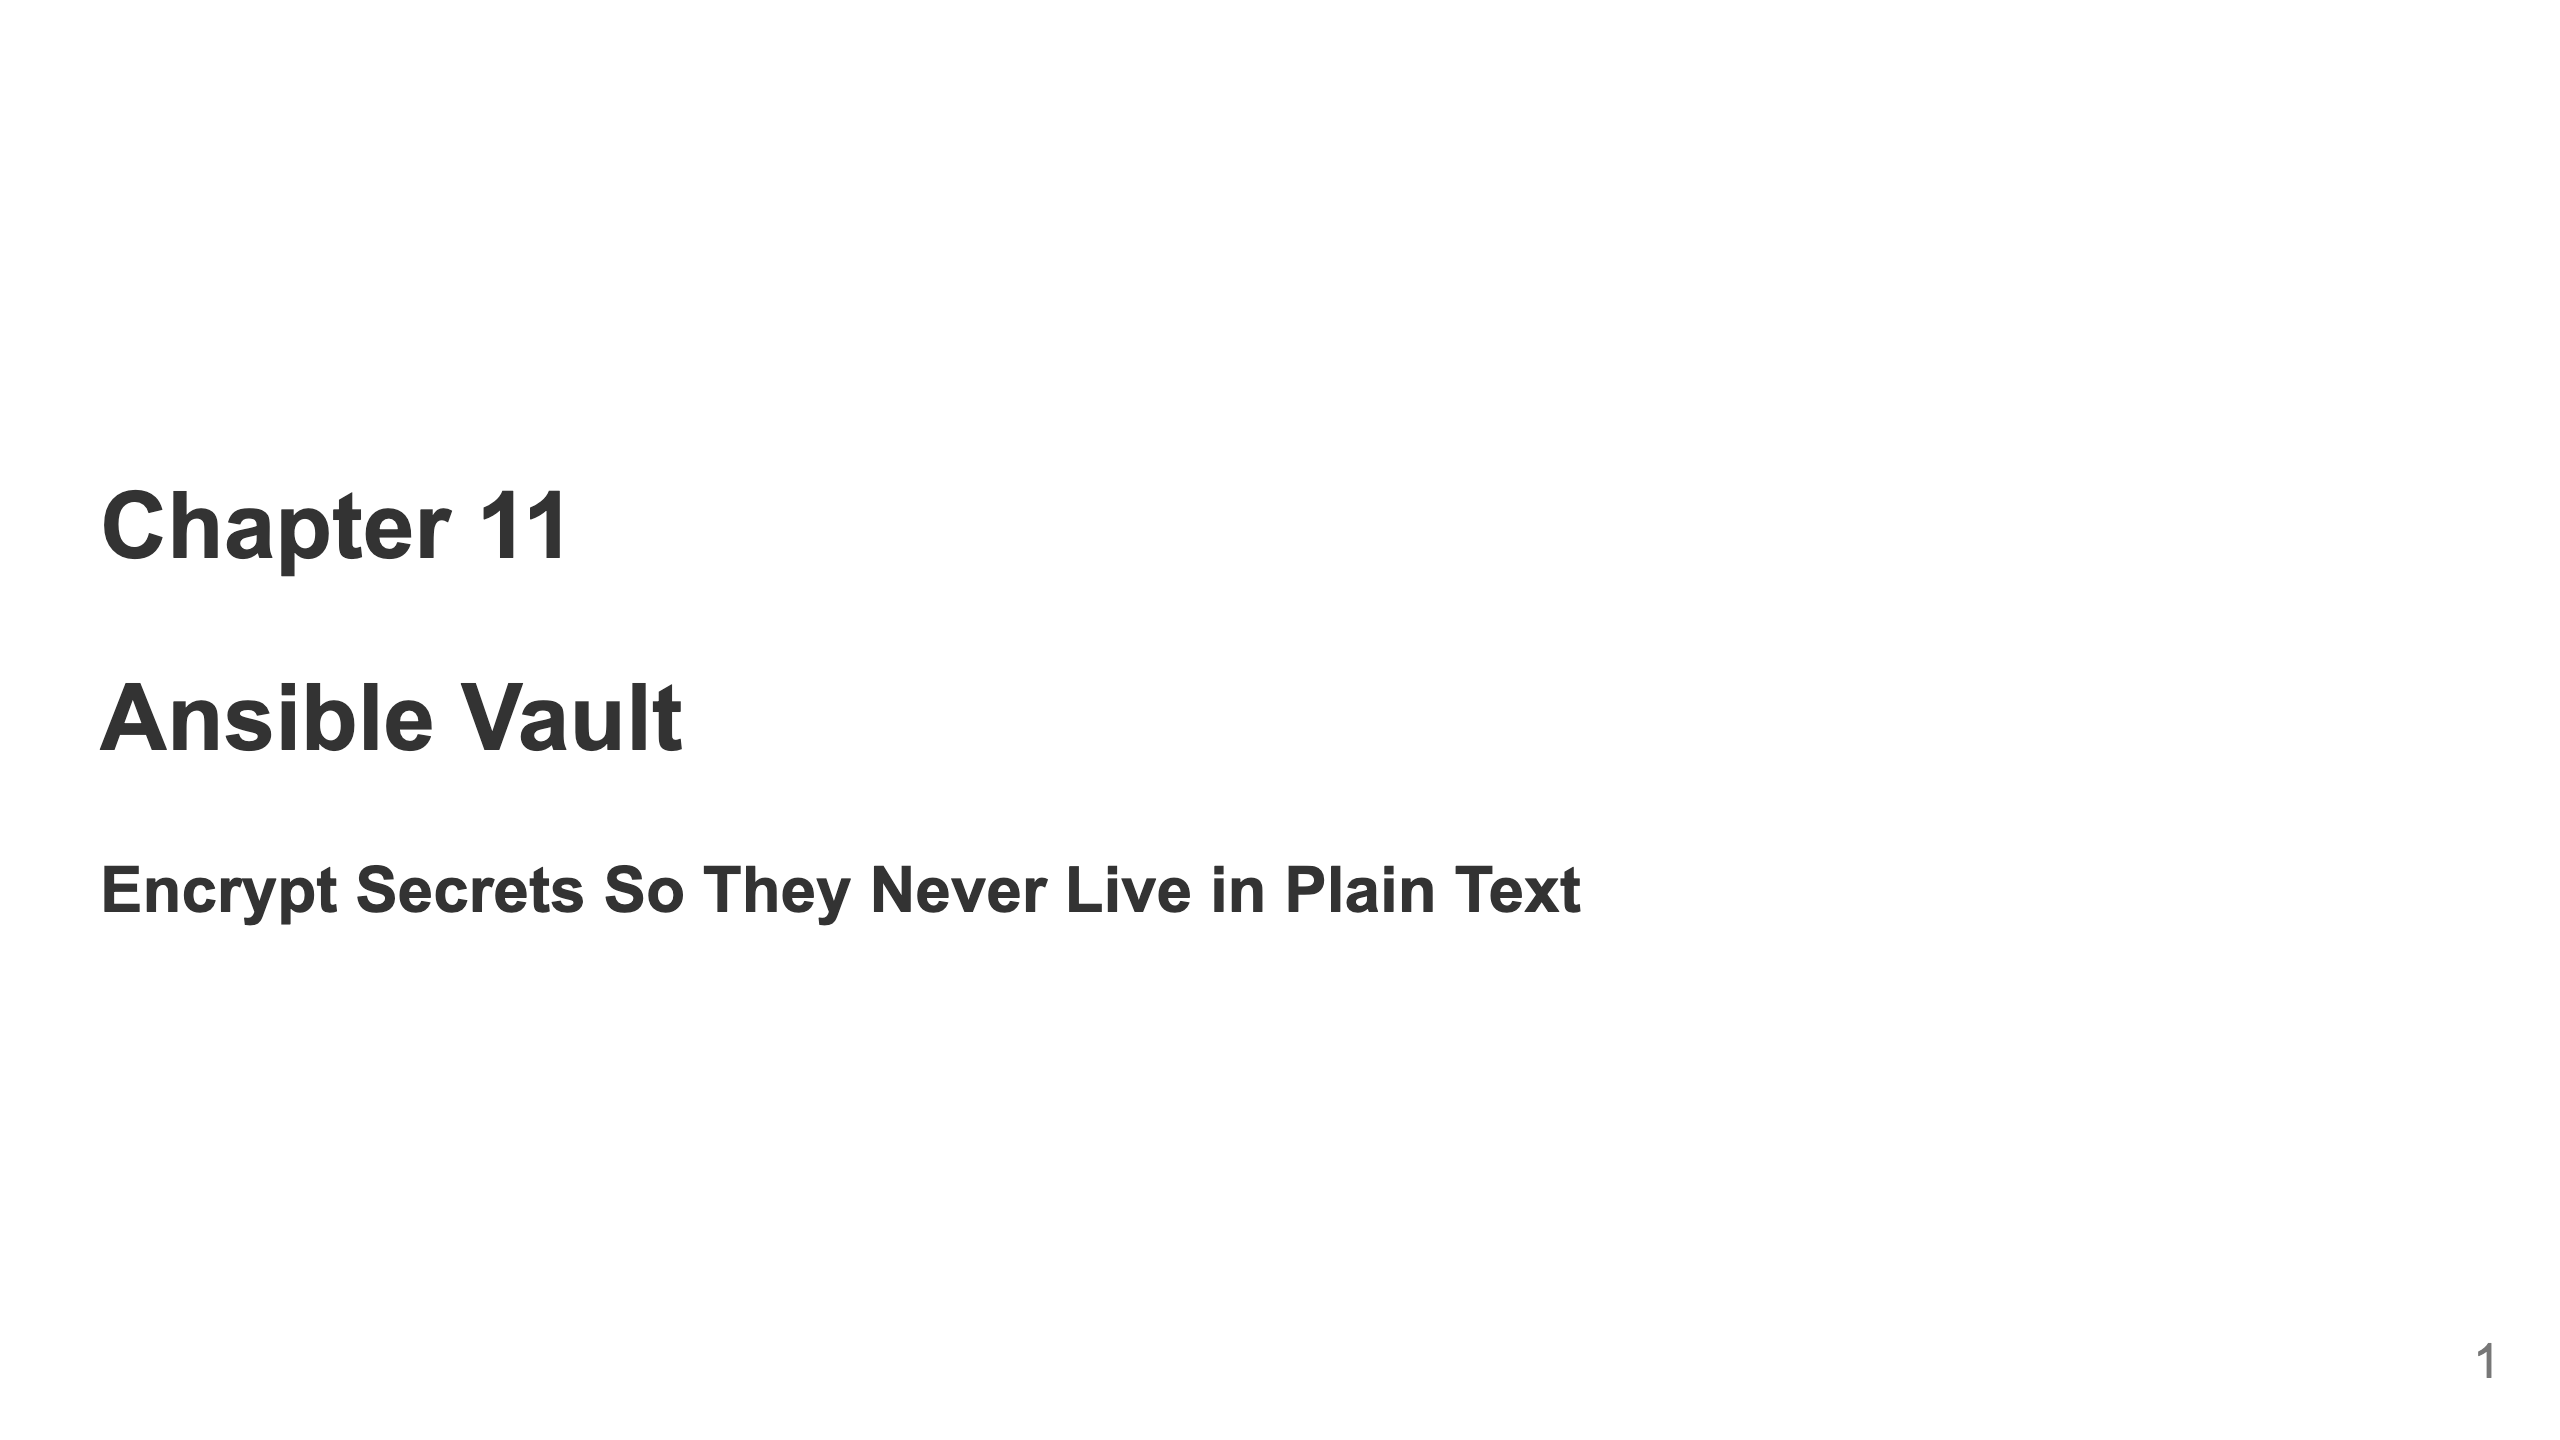 Chapter 11
Ansible Vault
Encrypt Secrets So They Never Live in Plain Text
1